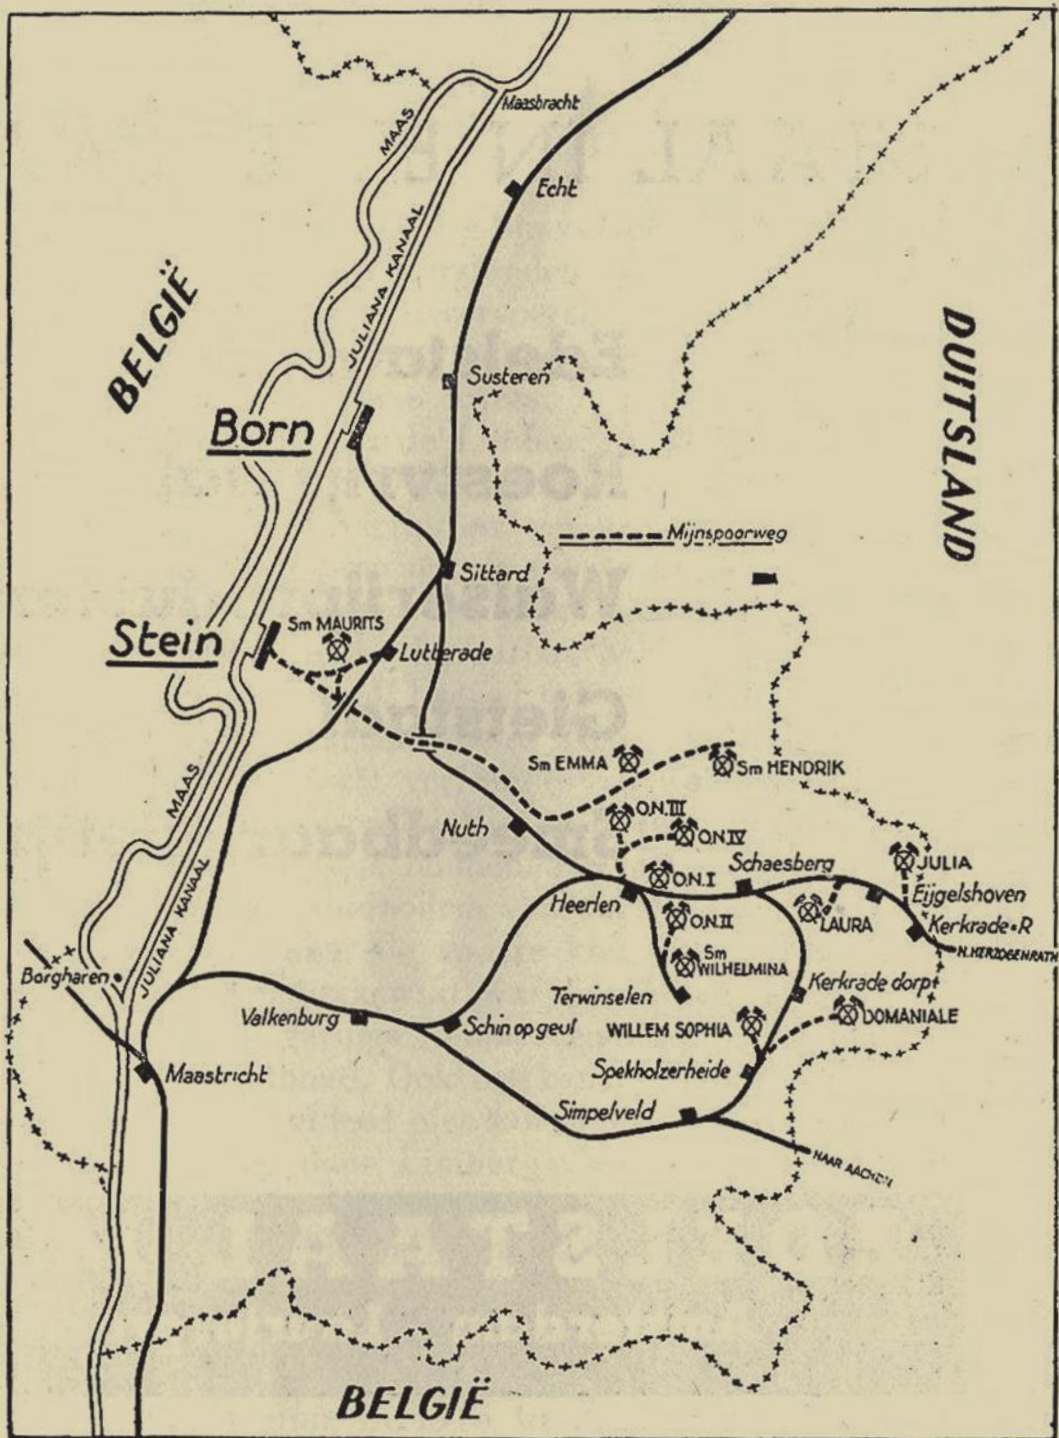 Maasbracht
MAAS
Echt
JULIANA KANAAL
BELGIË
DUITSLAND
Susteren
Born
Mijnspoorweg
Sittard
Stein
Sm MAURITS
Lutterade
Sm EMMA
Sm HENDRIK
MAAS
O.N.III
Nuth
O.N.IV
Schaesberg
JULIA
O.N.I
Heerlen
Eijgelshoven
O.N.II
LAURA
Kerkrade-R
JULIANA KANAAL
N. HERZOGENRATH
Sm
WILHELMINA
Borgharen
Terwinselen
Kerkrade dorp
Valkenburg
Schin op geul
WILLEM SOPHIA
DOMANIALE
Maastricht
Spekholzerheide
Simpelveld
NAAR AACHEN
BELGIË